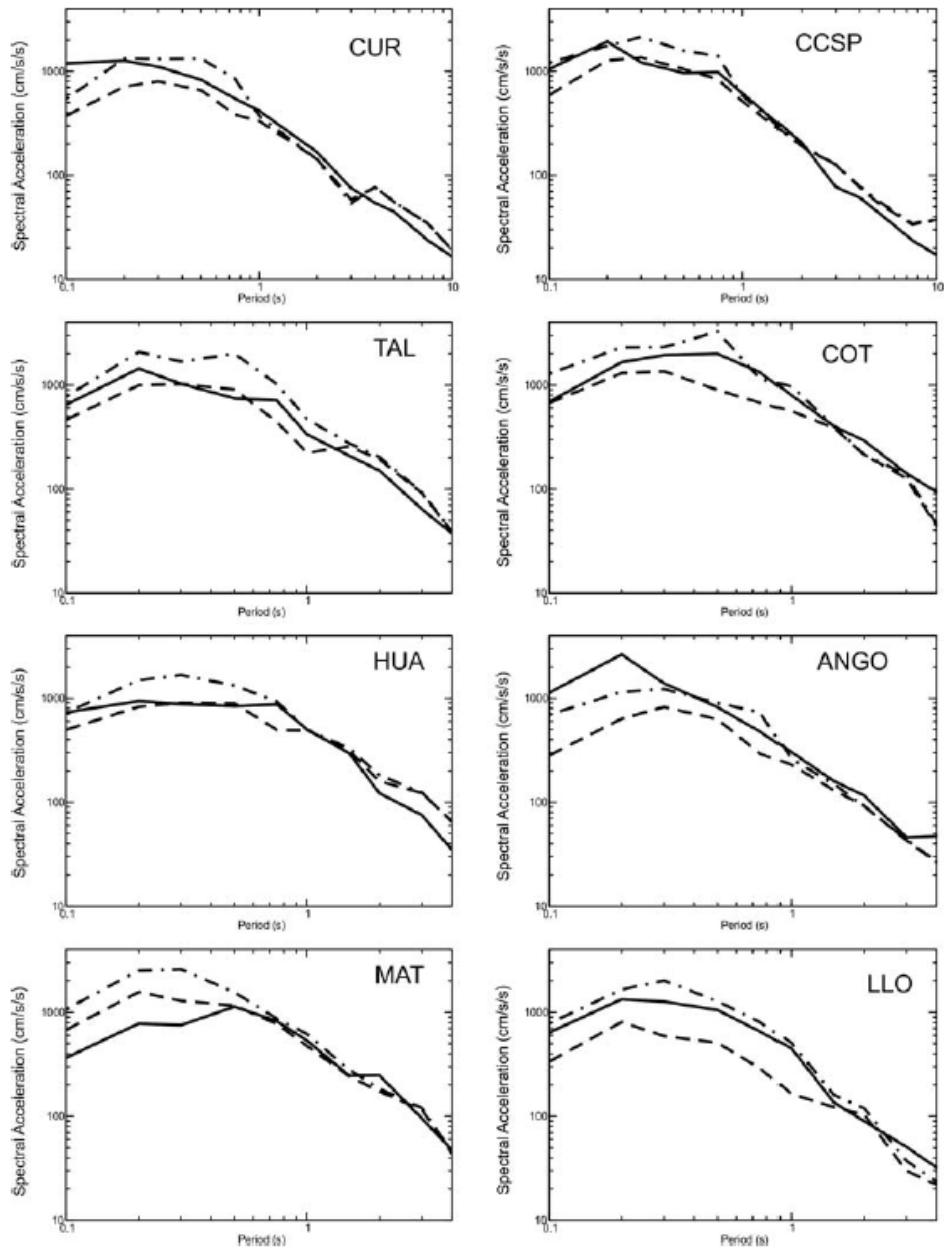 CUR
Spectral Acceleration (cm/s/s)
1000
100
10
0.1
1
10
Period (s)
CCSP
Spectral Acceleration (cm/s/s)
1000
100
10
0.1
1
10
Period (s)
TAL
Spectral Acceleration (cm/s/s)
1000
100
10
0.1
1
Period (s)
COT
Spectral Acceleration (cm/s/s)
1000
100
10
0.1
1
Period (s)
HUA
Spectral Acceleration (cm/s/s)
1000
100
10
0.1
1
Period (s)
ANGO
Spectral Acceleration (cm/s/s)
1000
100
10
0.1
1
Period (s)
MAT
Spectral Acceleration (cm/s/s)
1000
100
10
0.1
1
Period (s)
LLO
Spectral Acceleration (cm/s/s)
1000
100
10
0.1
1
Period (s)